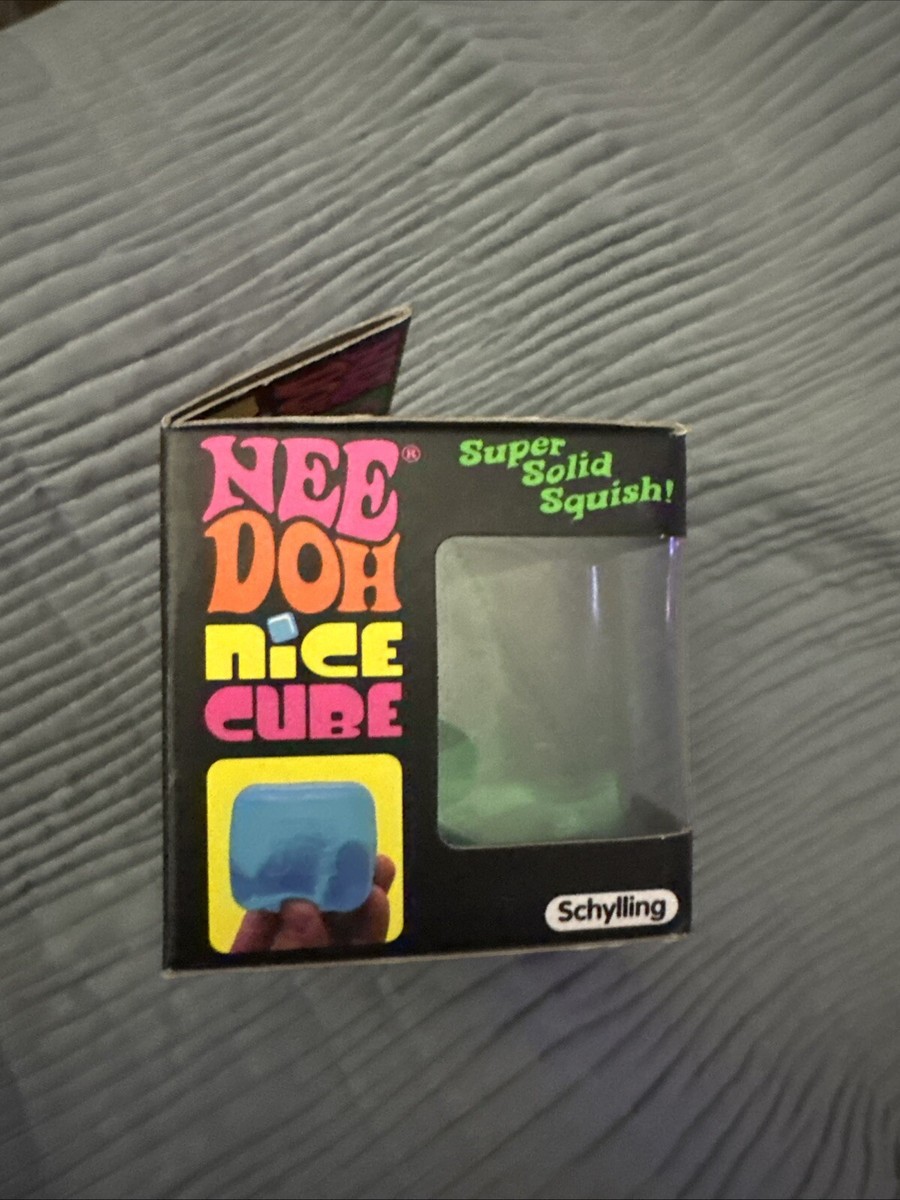 NEE®
DOH
NICE
CUBE
Super
Solid
Squish!
Schylling